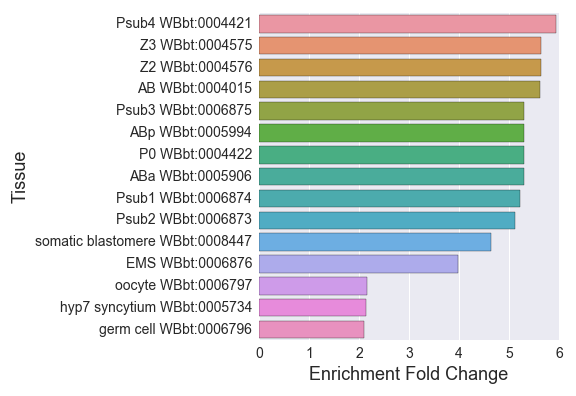 Psub4 WBbt:0004421
Z3 WBbt:0004575
Z2 WBbt:0004576
AB WBbt:0004015
Psub3 WBbt:0006875
ABp WBbt:0005994
P0 WBbt:0004422
ABa WBbt:0005906
Psub1 WBbt:0006874
Psub2 WBbt:0006873
somatic blastomere WBbt:0008447
EMS WBbt:0006876
oocyte WBbt:0006797
hyp7 syncytium WBbt:0005734
germ cell WBbt:0006796
Tissue
0 1 2 3 4 5 6
Enrichment Fold Change